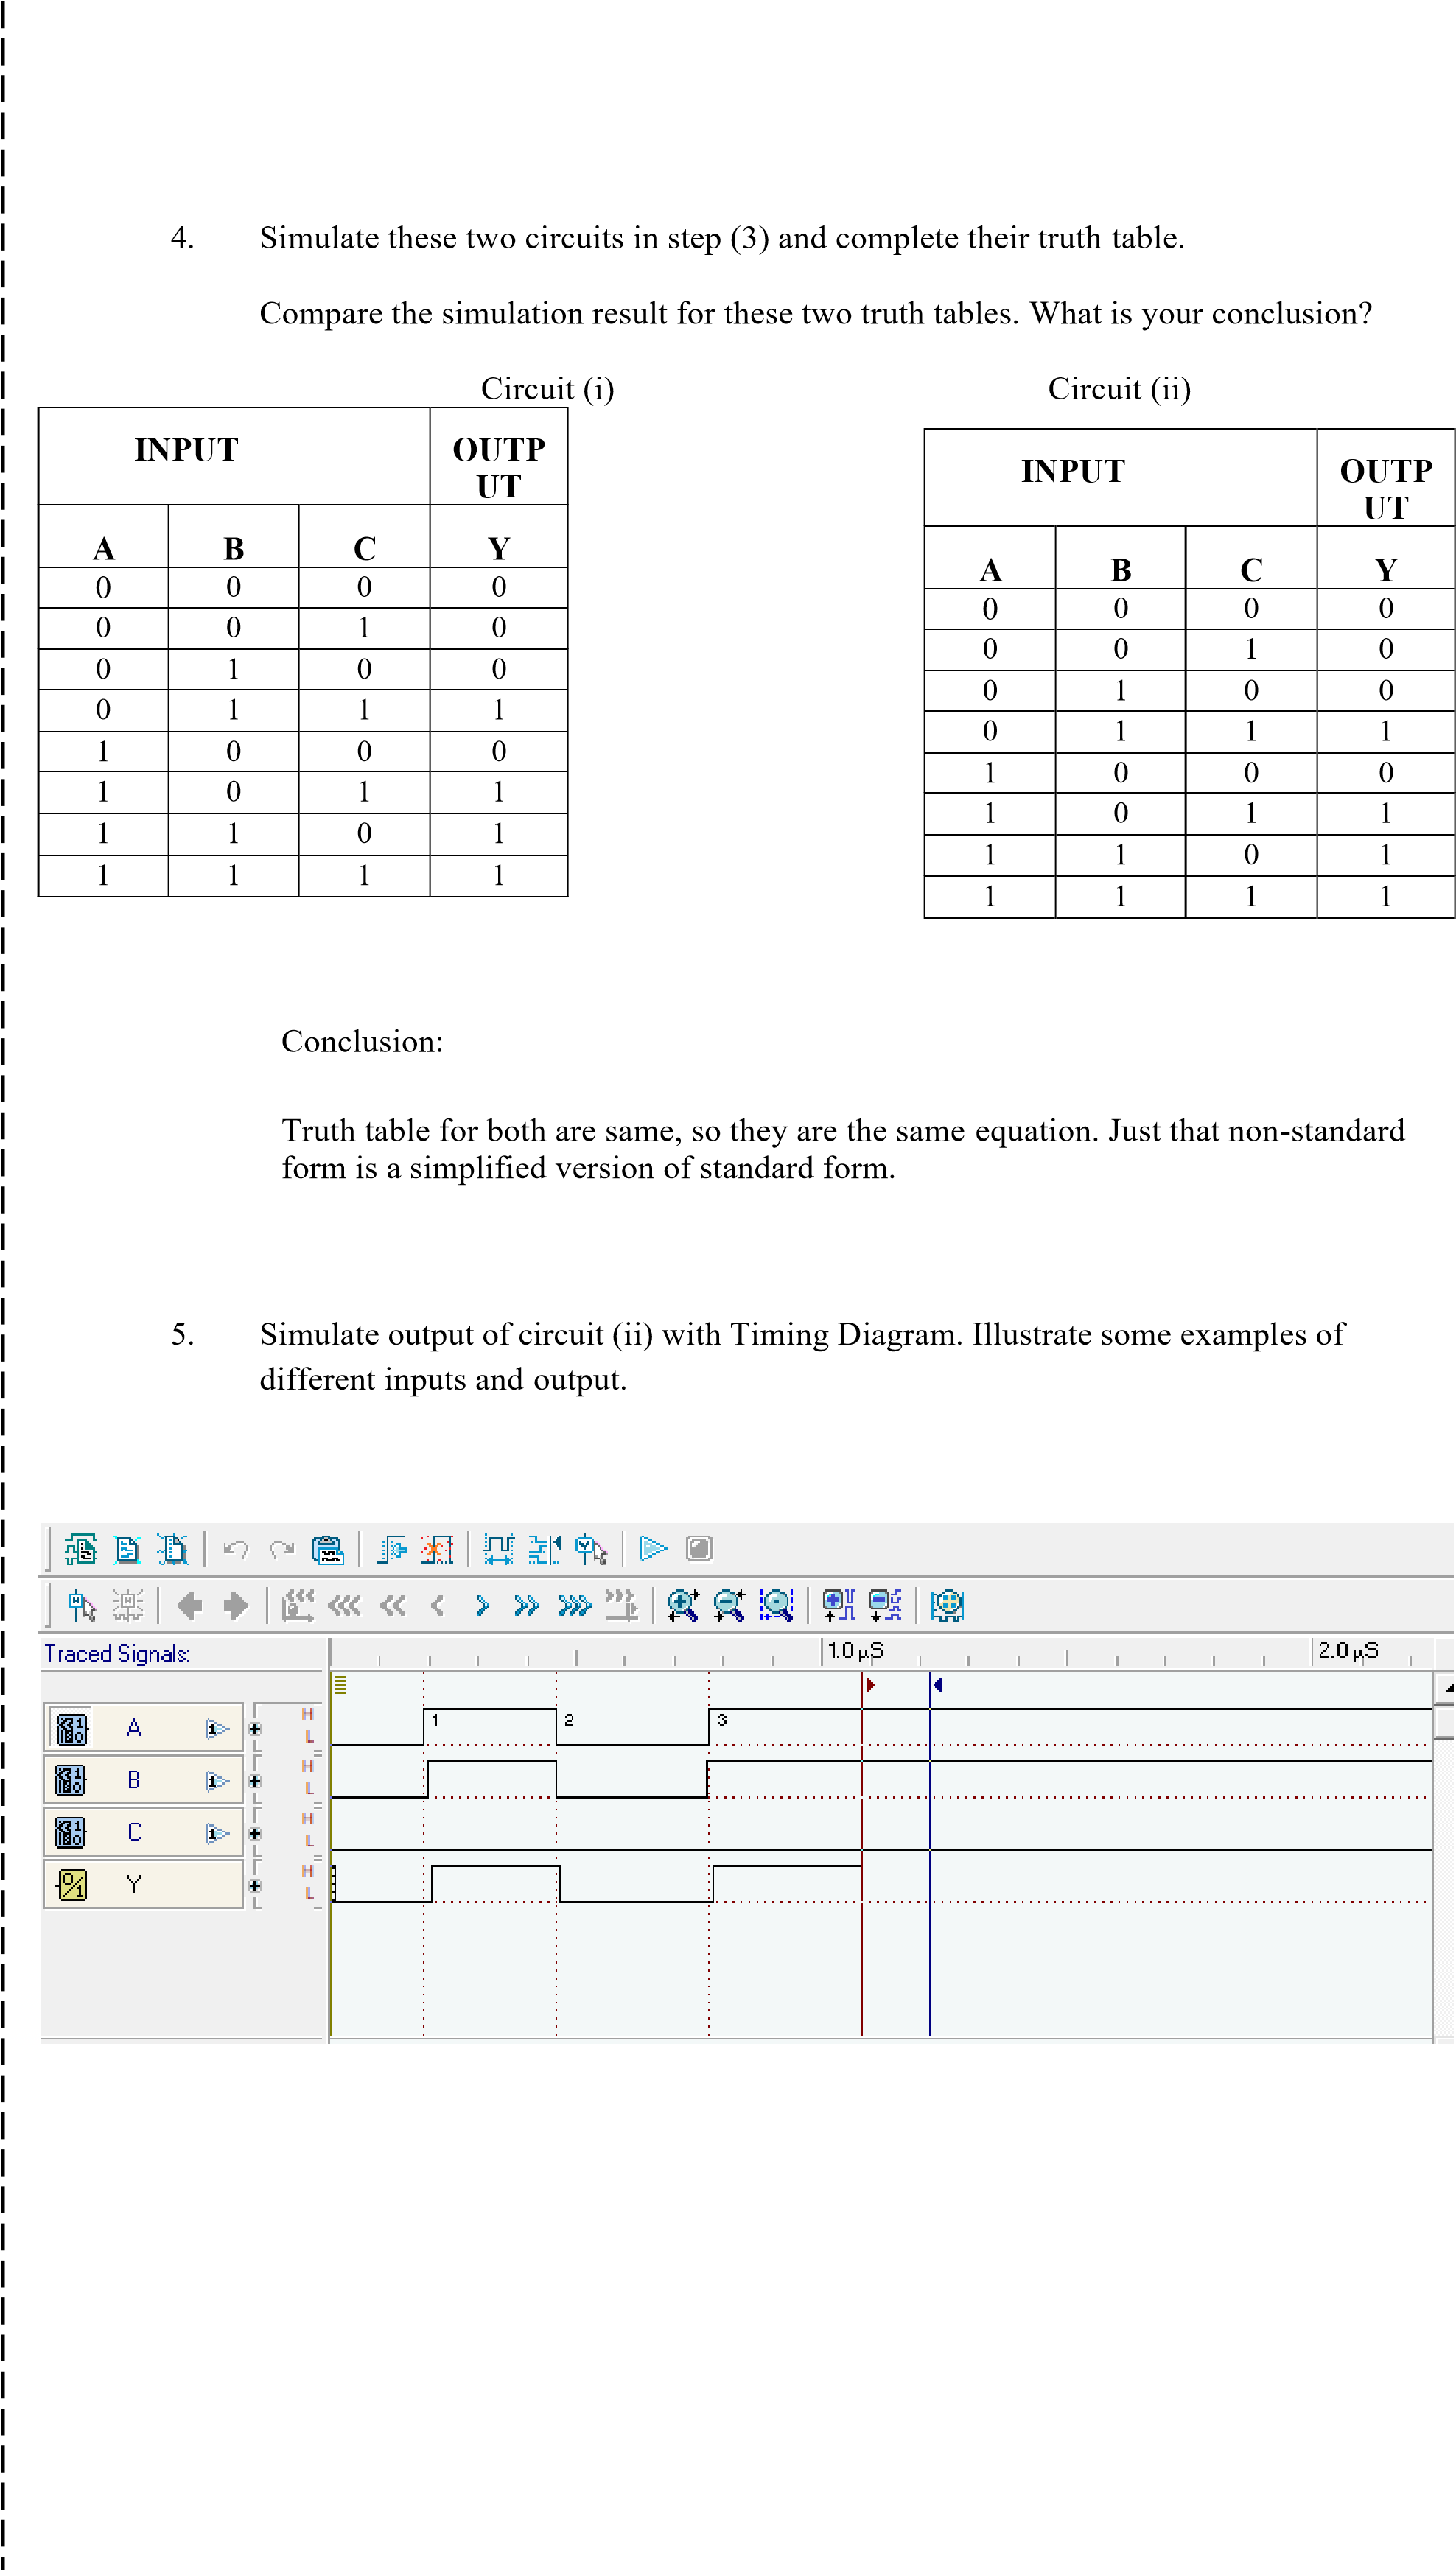 4. Simulate these two circuits in step (3) and complete their truth table.
Compare the simulation result for these two truth tables. What is your conclusion?
Circuit (i) Circuit (ii)
INPUT OUTP
UT
A B C Y
0 0 0 0
0 0 1 0
0 1 0 0
0 1 1 1
1 0 0 0
1 0 1 1
1 1 0 1
1 1 1 1
INPUT OUTP
UT
A B C Y
0 0 0 0
0 0 1 0
0 1 0 0
0 1 1 1
1 0 0 0
1 0 1 1
1 1 0 1
1 1 1 1
Conclusion:
Truth table for both are same, so they are the same equation. Just that non-standard
form is a simplified version of standard form.
5. Simulate output of circuit (ii) with Timing Diagram. Illustrate some examples of
different inputs and output.
Traced Signals: 1.0 µS 2.0 µS
A H L 1 2 3
B H L
C H L
Y H L